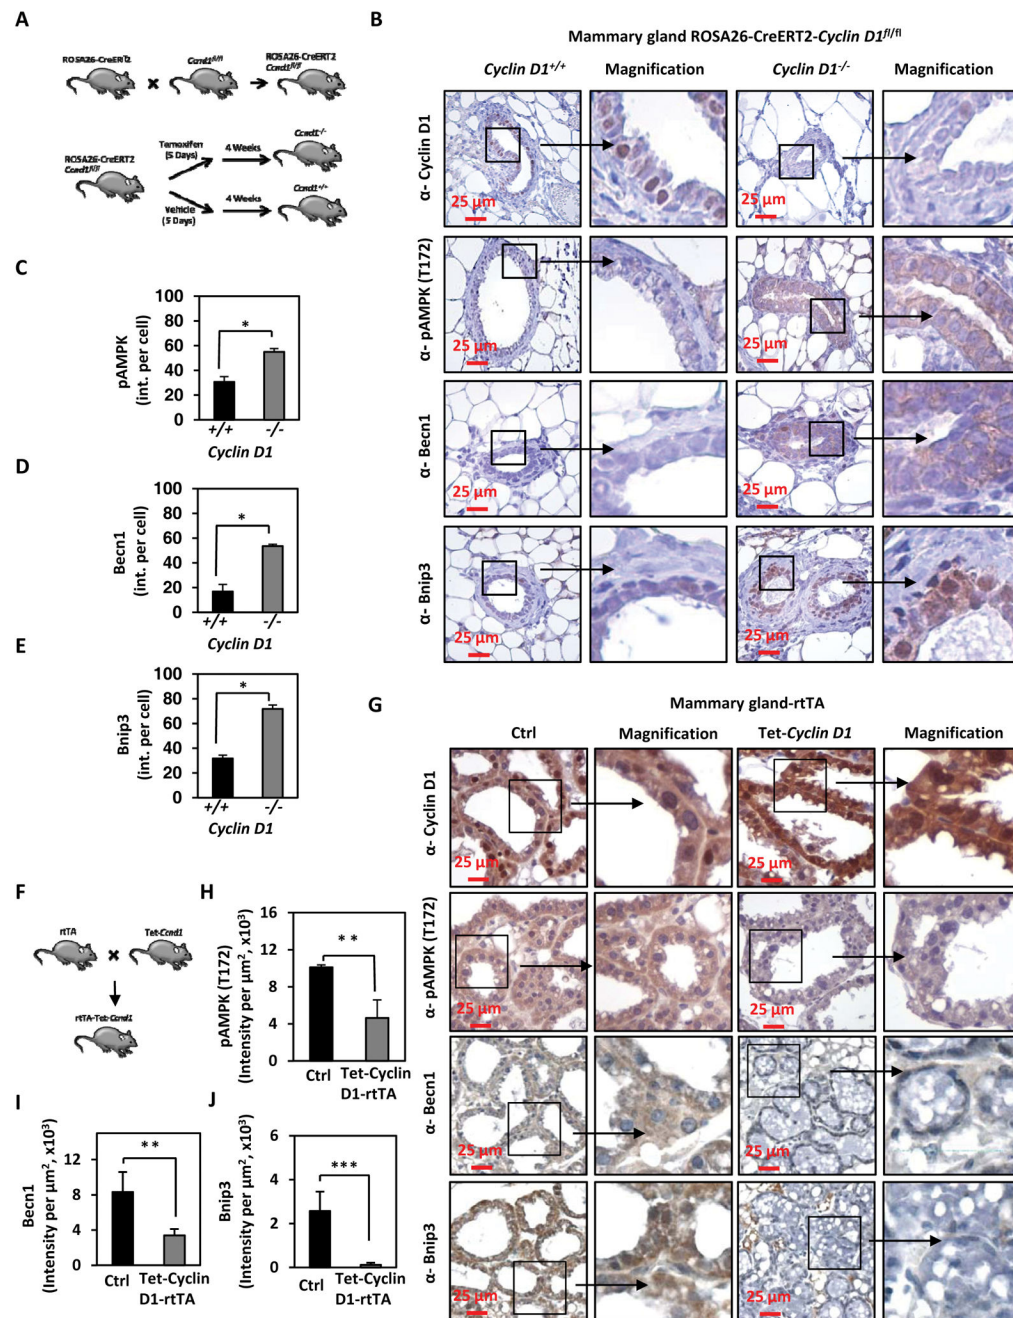 A
ROSA26-CreERT2
Ccnd1fl/fl
ROSA26-CreERT2
Ccnd1fl/fl
×
ROSA26-CreERT2
Ccnd1fl/fl
Tamoxifen
(5 Days)
4 Weeks
Ccnd1-/-
Vehicle
(5 Days)
4 Weeks
Ccnd1+/+
B
Mammary gland ROSA26-CreERT2-Cyclin D1fl/fl
Cyclin D1+/+ Magnification Cyclin D1-/- Magnification
α- Cyclin D1
25 µm 25 µm
α- pAMPK (T172)
25 µm 25 µm
α- Becn1
25 µm 25 µm
α- Bnip3
25 µm 25 µm
C
pAMPK
(int. per cell)
100
80
60
40
20
0
*
+/+ -/-
Cyclin D1
D
Becn1
(int. per cell)
100
80
60
40
20
0
*
+/+ -/-
Cyclin D1
E
Bnip3
(int. per cell)
100
80
60
40
20
0
*
+/+ -/-
Cyclin D1
F
rtTA
×
Tet-Ccnd1
rtTA-Tet-Ccnd1
G
Mammary gland-rtTA
Ctrl Magnification Tet-Cyclin D1 Magnification
α- Cyclin D1
25 µm 25 µm
α- pAMPK (T172)
25 µm 25 µm
α- Becn1
25 µm 25 µm
α- Bnip3
25 µm 25 µm
H
pAMPK (T172)
(Intensity per µm², x10³)
16
12
8
4
0
**
Ctrl Tet-Cyclin
D1-rtTA
I
Becn1
(Intensity per µm², x10³)
12
8
4
0
**
Ctrl Tet-Cyclin
D1-rtTA
J
Bnip3
(Intensity per µm², x10³)
6
4
2
0
***
Ctrl Tet-Cyclin
D1-rtTA